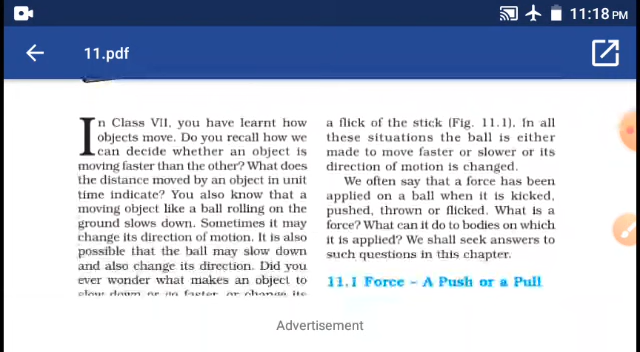 11:18 PM
11.pdf
In Class VII, you have learnt how
objects move. Do you recall how we
can decide whether an object is
moving faster than the other? What does
the distance moved by an object in unit
time indicate? You also know that a
moving object like a ball rolling on the
ground slows down. Sometimes it may
change its direction of motion. It is also
possible that the ball may slow down
and also change its direction. Did you
ever wonder what makes an object to
slow down or go faster, or change its
a flick of the stick (Fig. 11.1). In all
these situations the ball is either
made to move faster or slower or its
direction of motion is changed.
We often say that a force has been
applied on a ball when it is kicked,
pushed, thrown or flicked. What is a
force? What can it do to bodies on which
it is applied? We shall seek answers to
such questions in this chapter.
11.1 Force – A Push or a Pull
Advertisement